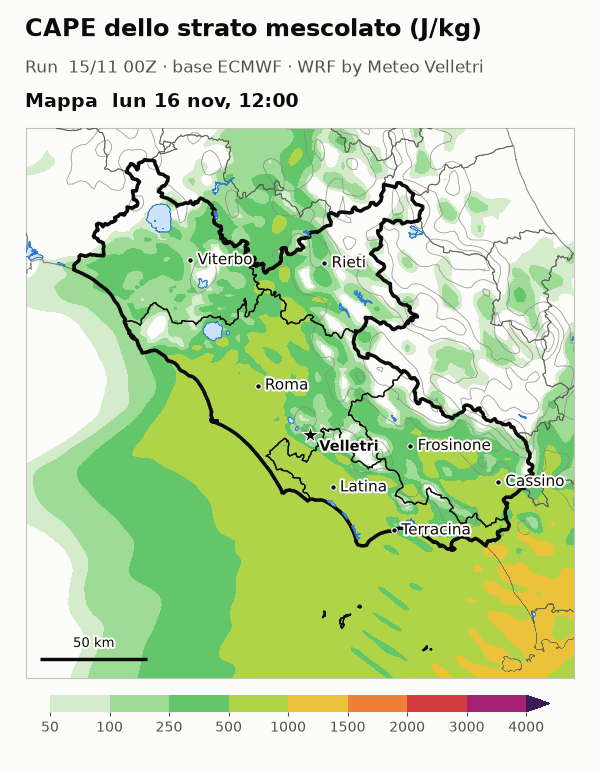 CAPE dello strato mescolato (J/kg)
Run  15/11 00Z · base ECMWF · WRF by Meteo Velletri
Mappa  lun 16 nov, 12:00
Viterbo
Rieti
Roma
Velletri
Frosinone
Cassino
Latina
Terracina
50 km
50 100 250 500 1000 1500 2000 3000 4000